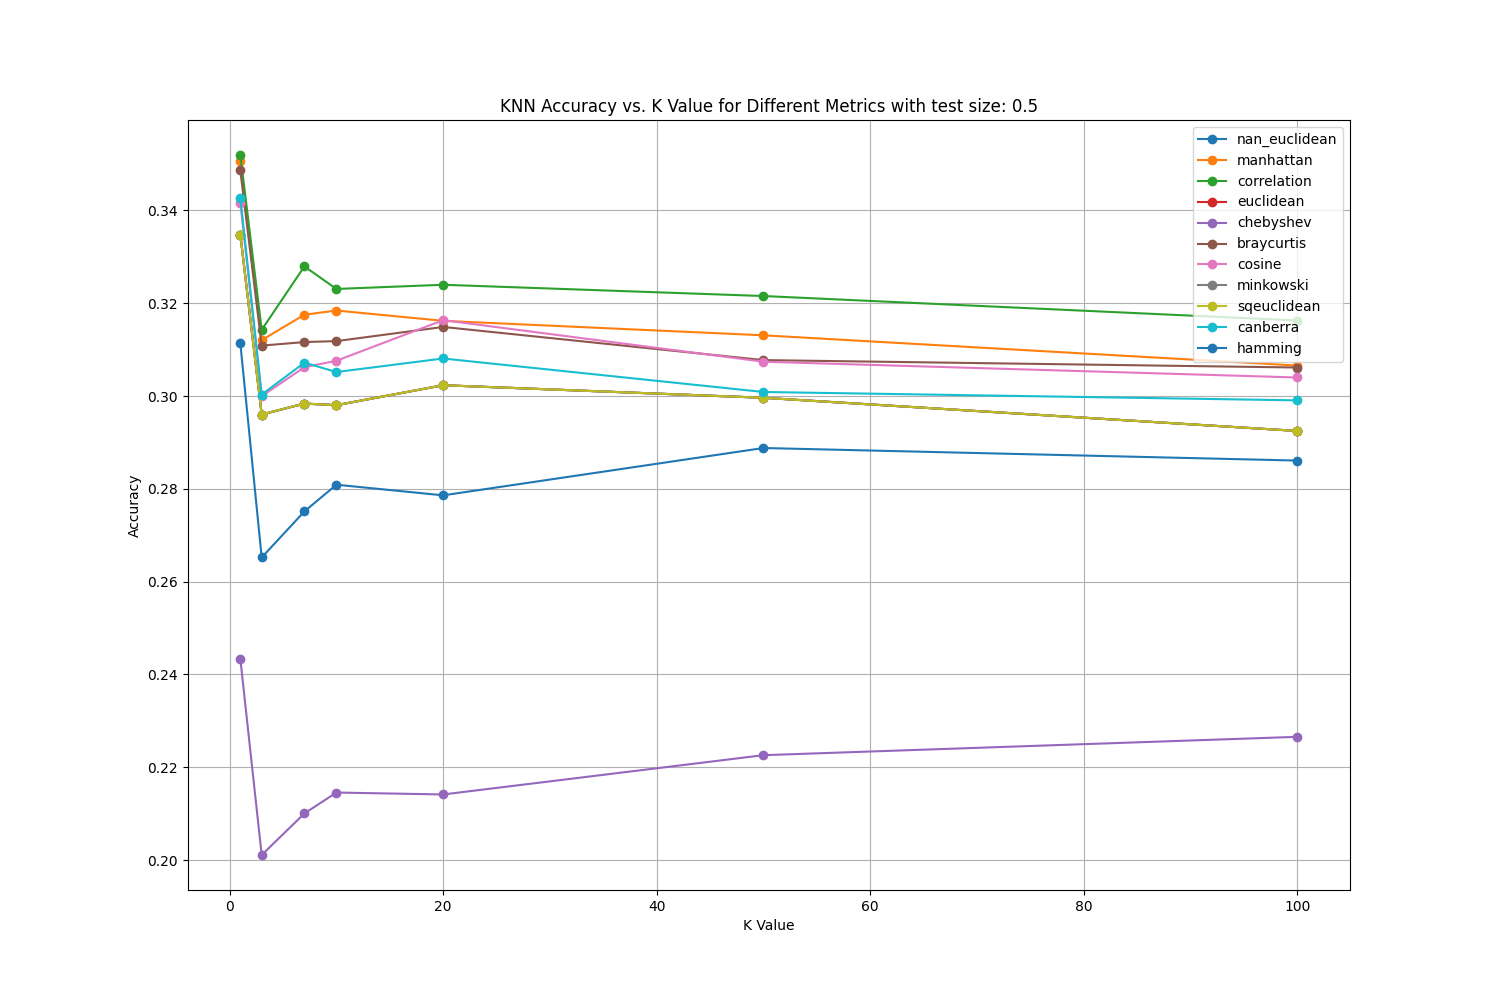 KNN Accuracy vs. K Value for Different Metrics with test size: 0.5
nan_euclidean
manhattan
correlation
euclidean
chebyshev
braycurtis
cosine
minkowski
sqeuclidean
canberra
hamming
0.34
0.32
0.30
0.28
0.26
0.24
0.22
0.20
Accuracy
0 20 40 60 80 100
K Value